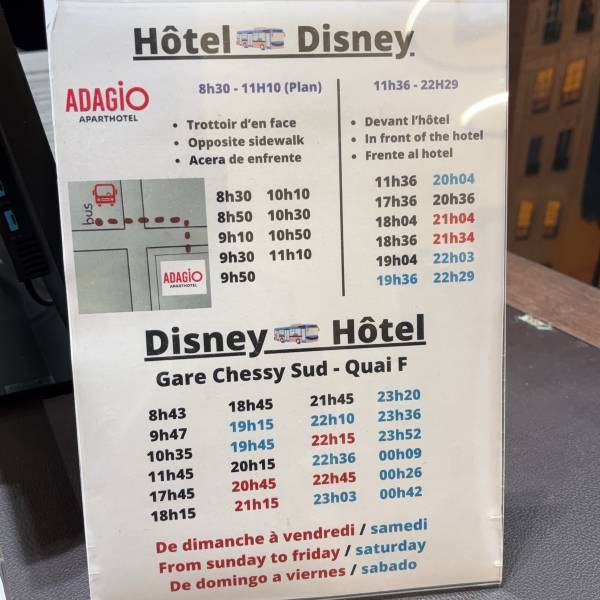 Hôtel Disney
ADAGIO
APARTHOTEL
8h30 - 11H10 (Plan)
• Trottoir d'en face
• Opposite sidewalk
• Acera de enfrente
bus
ADAGIO
APARTHOTEL
8h30 10h10
8h50 10h30
9h10 10h50
9h30 11h10
9h50
11h36 - 22H29
• Devant l'hôtel
• In front of the hotel
• Frente al hotel
11h36 20h04
17h36 20h36
18h04 21h04
18h36 21h34
19h04 22h03
19h36 22h29
Disney Hôtel
Gare Chessy Sud - Quai F
8h43 18h45 21h45 23h20
9h47 19h15 22h10 23h36
10h35 19h45 22h15 23h52
11h45 20h15 22h36 00h09
17h45 20h45 22h45 00h26
18h15 21h15 23h03 00h42
De dimanche à vendredi / samedi
From sunday to friday / saturday
De domingo a viernes / sabado